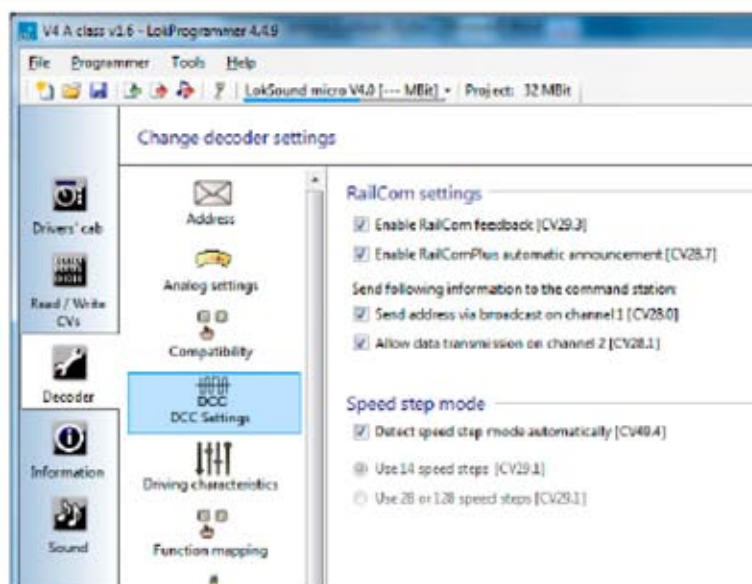 V4 A class v1.6 - LokProgrammer 4.4.9
File Programmer Tools Help
LokSound micro V4.0 [--- MBit] Project: 32 MBit
Change decoder settings
Drivers' cab
Read / Write
CVs
Decoder
Information
Sound
Address
Analog settings
Compatibility
DCC
DCC Settings
Driving characteristics
Function mapping
RailCom settings
Enable RailCom feedback [CV29.3]
Enable RailComPlus automatic announcement [CV28.7]
Send following information to the command station:
Send address via broadcast on channel 1 [CV28.0]
Allow data transmission on channel 2 [CV28.1]
Speed step mode
Detect speed step mode automatically [CV49.4]
Use 14 speed steps [CV29.1]
Use 28 or 128 speed steps [CV29.1]